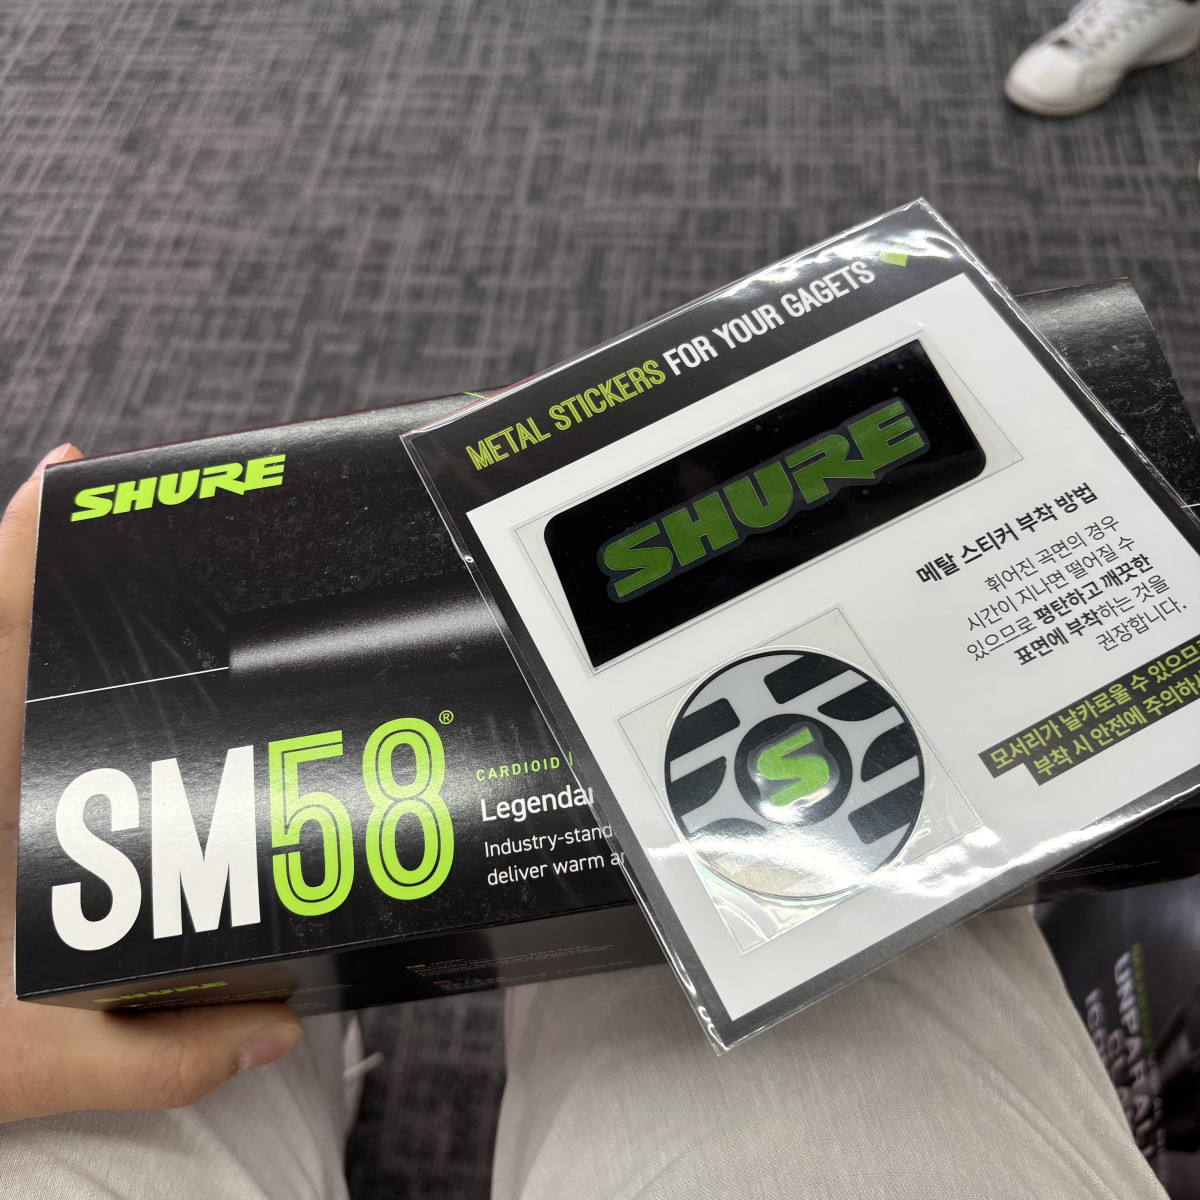 METAL STICKERS FOR YOUR GAGETS
SHURE
메탈 스티커 부착 방법
휘어진 곡면의 경우
시간이 지나면 떨어질 수
있으므로 평탄하고 깨끗한
표면에 부착하는 것을
권장합니다.
모서리가 날카로울 수 있으므로
부착 시 안전에 주의하
S
SHURE
SM58®
CARDIOID
Legendar
Industry-stand
deliver warm ar
SHURE